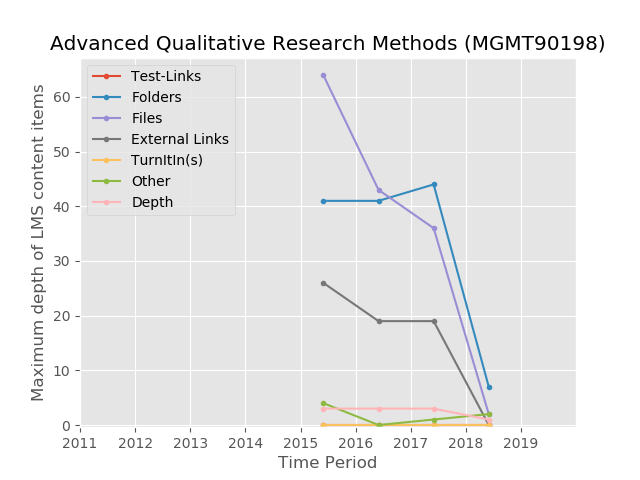 Advanced Qualitative Research Methods (MGMT90198)
Maximum depth of LMS content items
60
50
40
30
20
10
0
Test-Links
Folders
Files
External Links
TurnItIn(s)
Other
Depth
2011 2012 2013 2014 2015 2016 2017 2018 2019
Time Period